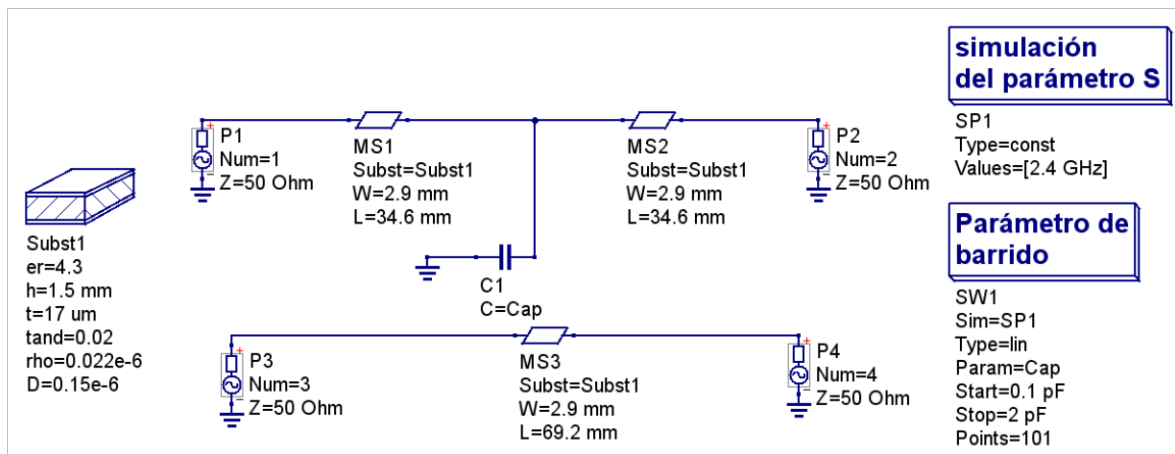 simulación
del parámetro S
SP1
Type=const
Values=[2.4 GHz]
P1
Num=1
Z=50 Ohm
MS1
Subst=Subst1
W=2.9 mm
L=34.6 mm
MS2
Subst=Subst1
W=2.9 mm
L=34.6 mm
P2
Num=2
Z=50 Ohm
Subst1
er=4.3
h=1.5 mm
t=17 um
tand=0.02
rho=0.022e-6
D=0.15e-6
C1
C=Cap
P3
Num=3
Z=50 Ohm
MS3
Subst=Subst1
W=2.9 mm
L=69.2 mm
P4
Num=4
Z=50 Ohm
Parámetro de
barrido
SW1
Sim=SP1
Type=lin
Param=Cap
Start=0.1 pF
Stop=2 pF
Points=101